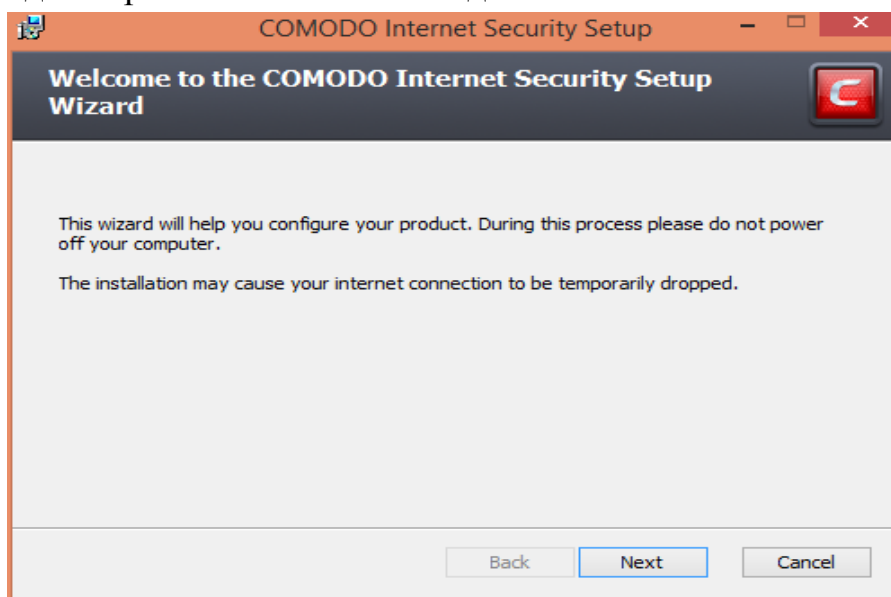 COMODO Internet Security Setup
Welcome to the COMODO Internet Security Setup
Wizard
This wizard will help you configure your product. During this process please do not power
off your computer.
The installation may cause your internet connection to be temporarily dropped.
Back Next Cancel